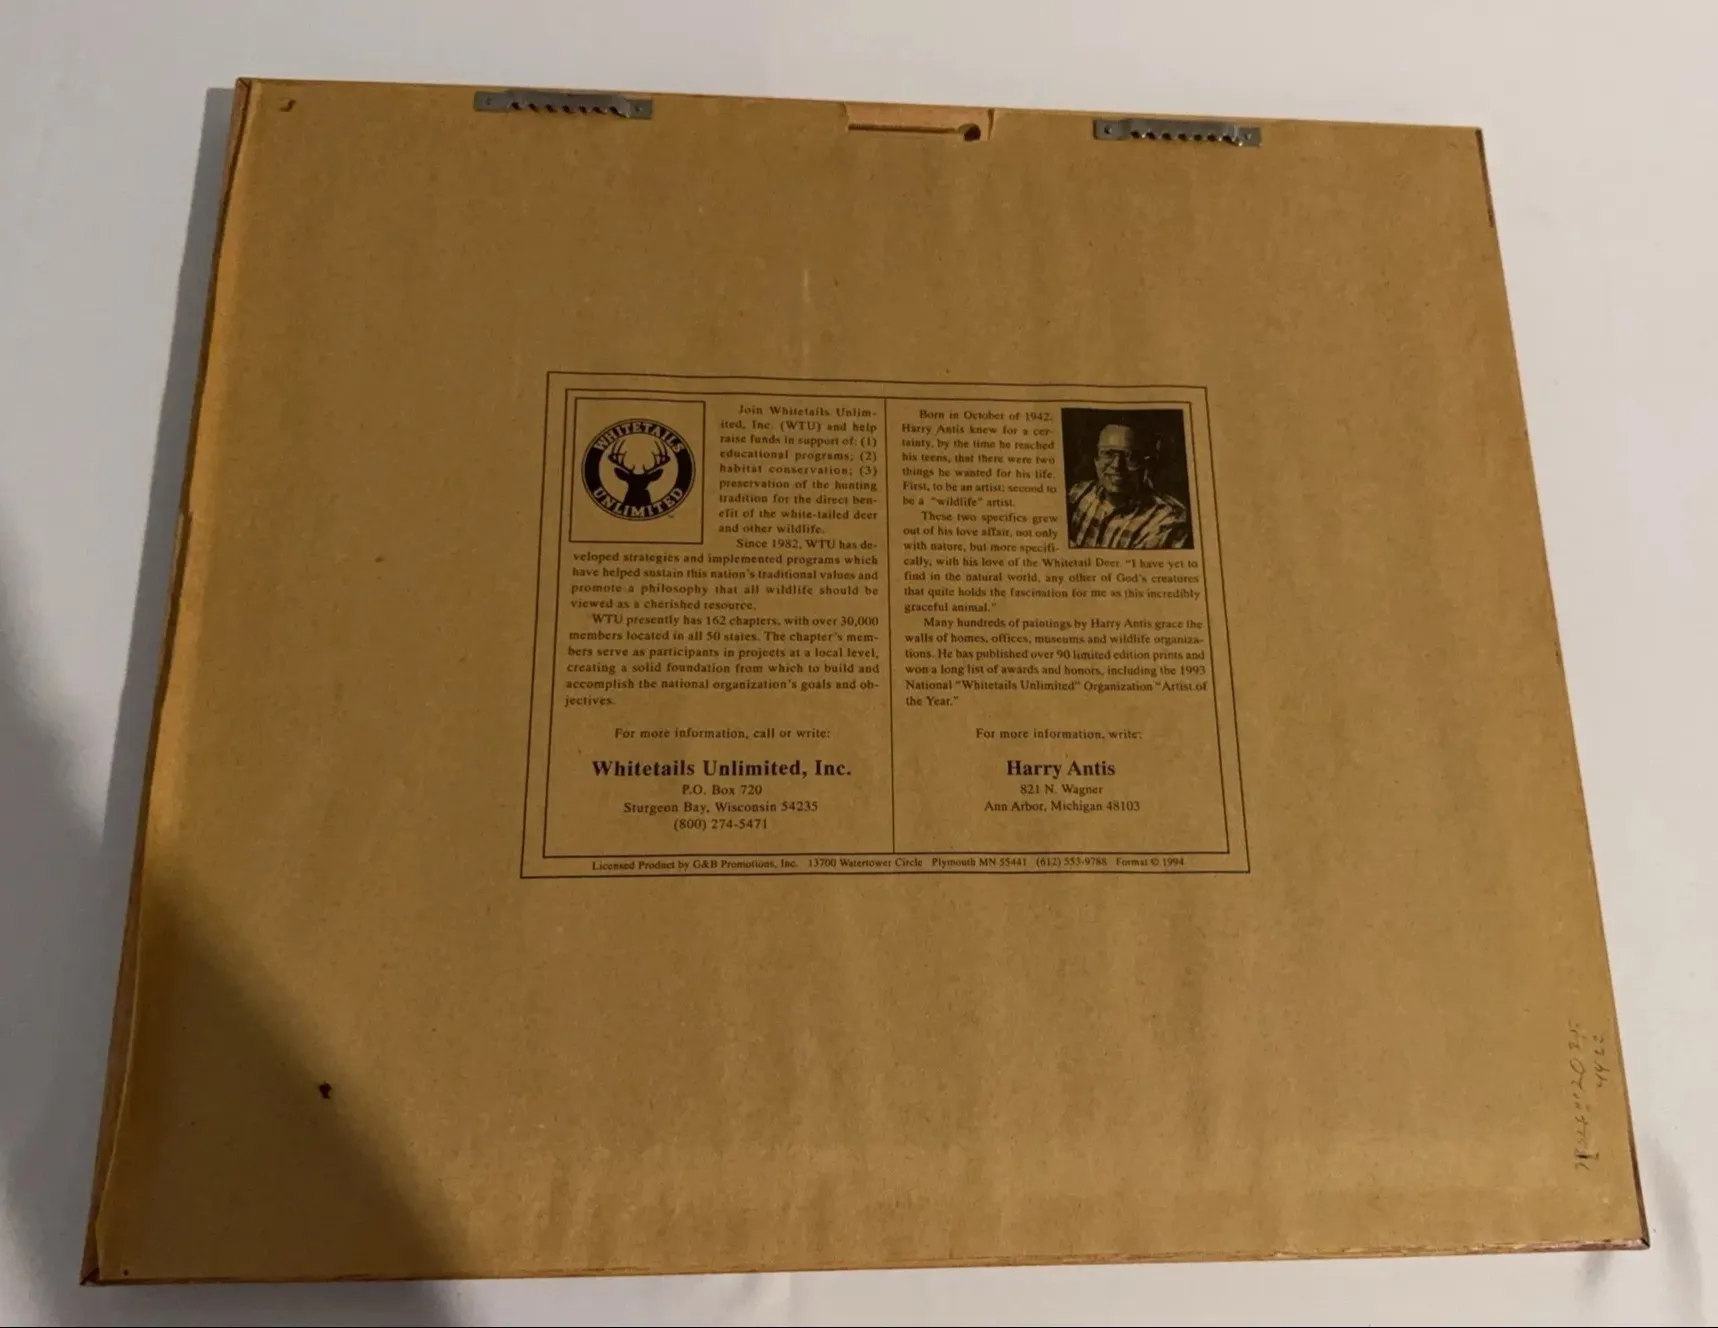 WHITETAILS
UNLIMITED
Join Whitetails Unlim-
ited, Inc. (WTU) and help
raise funds in support of: (1)
educational programs; (2)
habitat conservation; (3)
preservation of the hunting
tradition for the direct ben-
efit of the white-tailed deer
and other wildlife.
Since 1982, WTU has de-
veloped strategies and implemented programs which
have helped sustain this nation's traditional values and
promote a philosophy that all wildlife should be
viewed as a cherished resource.
WTU presently has 162 chapters, with over 30,000
members located in all 50 states. The chapter's mem-
bers serve as participants in projects at a local level,
creating a solid foundation from which to build and
accomplish the national organization's goals and ob-
jectives.
For more information, call or write:
Whitetails Unlimited, Inc.
P.O. Box 720
Sturgeon Bay, Wisconsin 54235
(800) 274-5471
Born in October of 1942,
Harry Antis knew for a cer-
tainty, by the time he reached
his teens, that there were two
things he wanted for his life.
First, to be an artist; second to
be a "wildlife" artist.
These two specifics grew
out of his love affair, not only
with nature, but more specifi-
cally, with his love of the Whitetail Deer. "I have yet to
find in the natural world, any other of God's creatures
that quite holds the fascination for me as this incredibly
graceful animal."
Many hundreds of paintings by Harry Antis grace the
walls of homes, offices, museums and wildlife organiza-
tions. He has published over 90 limited edition prints and
won a long list of awards and honors, including the 1993
National "Whitetails Unlimited" Organization "Artist of
the Year."
For more information, write:
Harry Antis
821 N. Wagner
Ann Arbor, Michigan 48103
Licensed Product by G&B Promotions, Inc. 13700 Watertower Circle Plymouth MN 55441 (612) 553-9788 Format © 1994